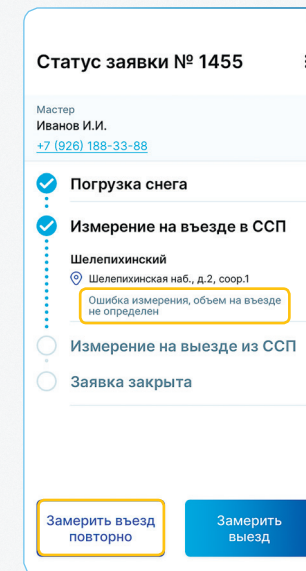 Статус заявки № 1455
Мастер
Иванов И.И.
+7 (926) 188-33-88
Погрузка снега
Измерение на въезде в ССП
Шелепихинский
Шелепихинская наб., д.2, соор.1
Ошибка измерения, объем на въезде
не определен
Измерение на выезде из ССП
Заявка закрыта
Замерить въезд
повторно
Замерить
выезд